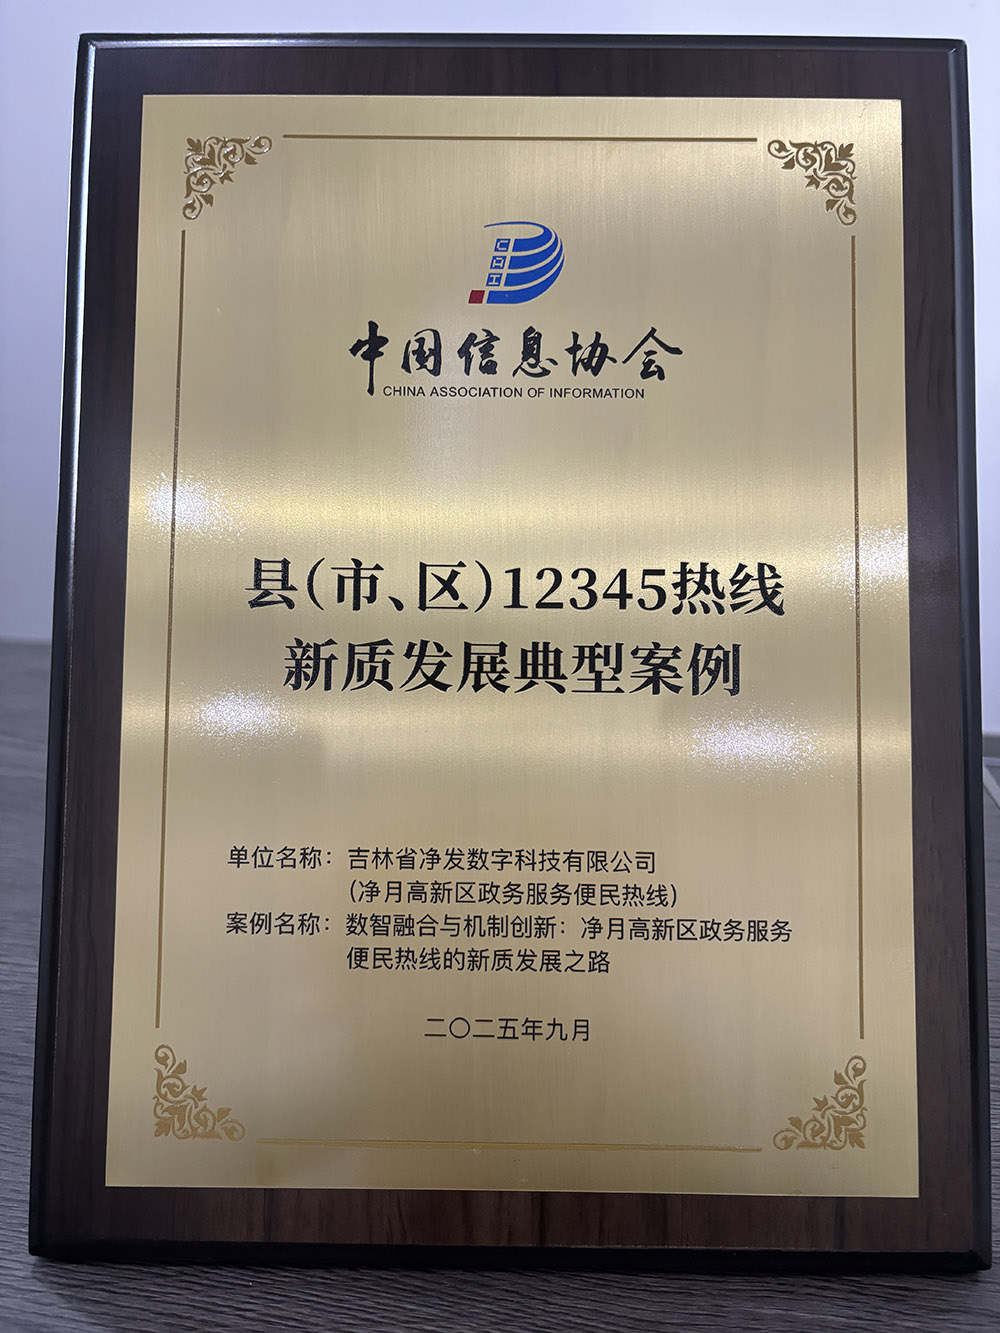 CAI
中国信息协会
CHINA ASSOCIATION OF INFORMATION
县(市、区)12345热线
新质发展典型案例
单位名称：吉林省净发数字科技有限公司
(净月高新区政务服务便民热线)
案例名称：数智融合与机制创新：净月高新区政务服务
便民热线的新质发展之路
二〇二五年九月